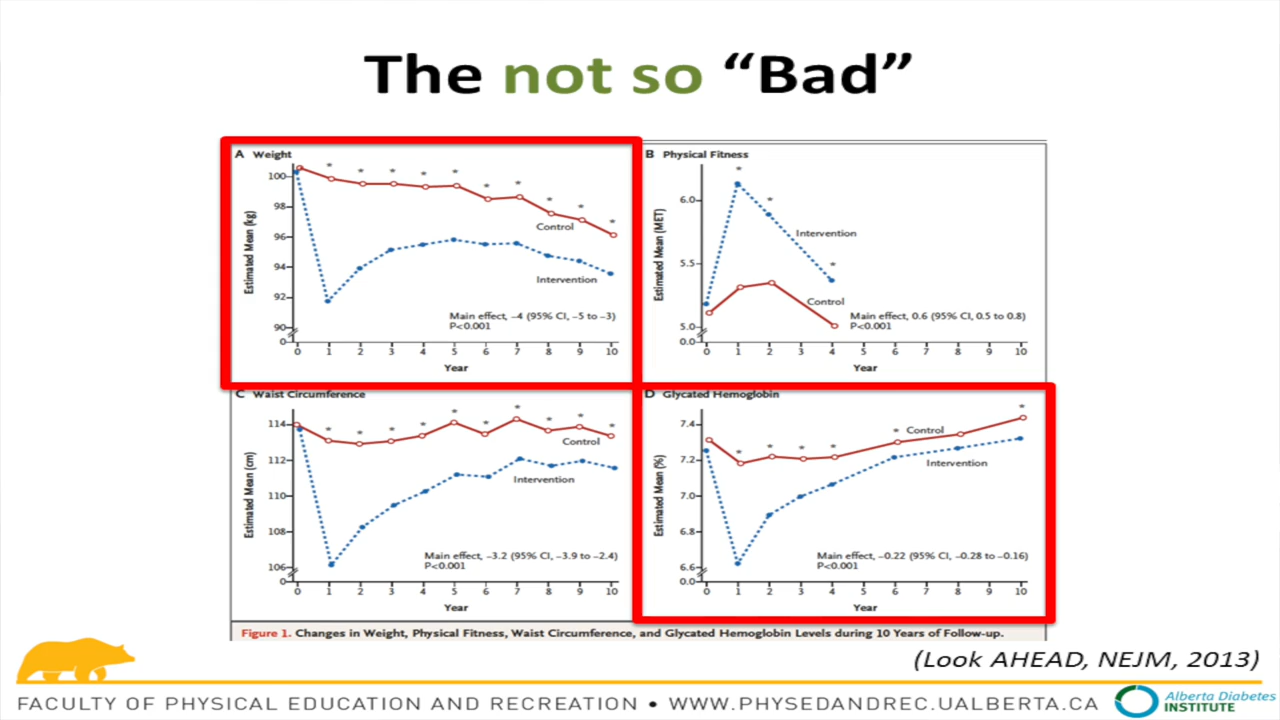 The not so “Bad”
A Weight
Estimated Mean (kg)
100
98
96
94
92
90
0
* * * * * * * * * *
Control
Intervention
Main effect, −4 (95% CI, −5 to −3)
P<0.001
0 1 2 3 4 5 6 7 8 9 10
Year
B Physical Fitness
Estimated Mean (MET)
6.0
5.5
5.0
0.0
* * *
Intervention
Control
Main effect, 0.6 (95% CI, 0.5 to 0.8)
P<0.001
0 1 2 4 6 7 8 9 10
Year
C Waist Circumference
Estimated Mean (cm)
114
112
110
108
106
0
* * * * * * * * * *
Control
Intervention
Main effect, −3.2 (95% CI, −3.9 to −2.4)
P<0.001
0 1 2 3 4 5 6 7 8 9 10
Year
D Glycated Hemoglobin
Estimated Mean (%)
7.4
7.2
7.0
6.8
6.6
0.0
* * * * * *
Control
Intervention
Main effect, −0.22 (95% CI, −0.28 to −0.16)
P<0.001
0 1 2 3 4 6 7 8 9 10
Year
Figure 1. Changes in Weight, Physical Fitness, Waist Circumference, and Glycated Hemoglobin Levels during 10 Years of Follow-up.
(Look AHEAD, NEJM, 2013)
FACULTY OF PHYSICAL EDUCATION AND RECREATION • WWW.PHYSEDANDREC.UALBERTA.CA
Alberta Diabetes
INSTITUTE